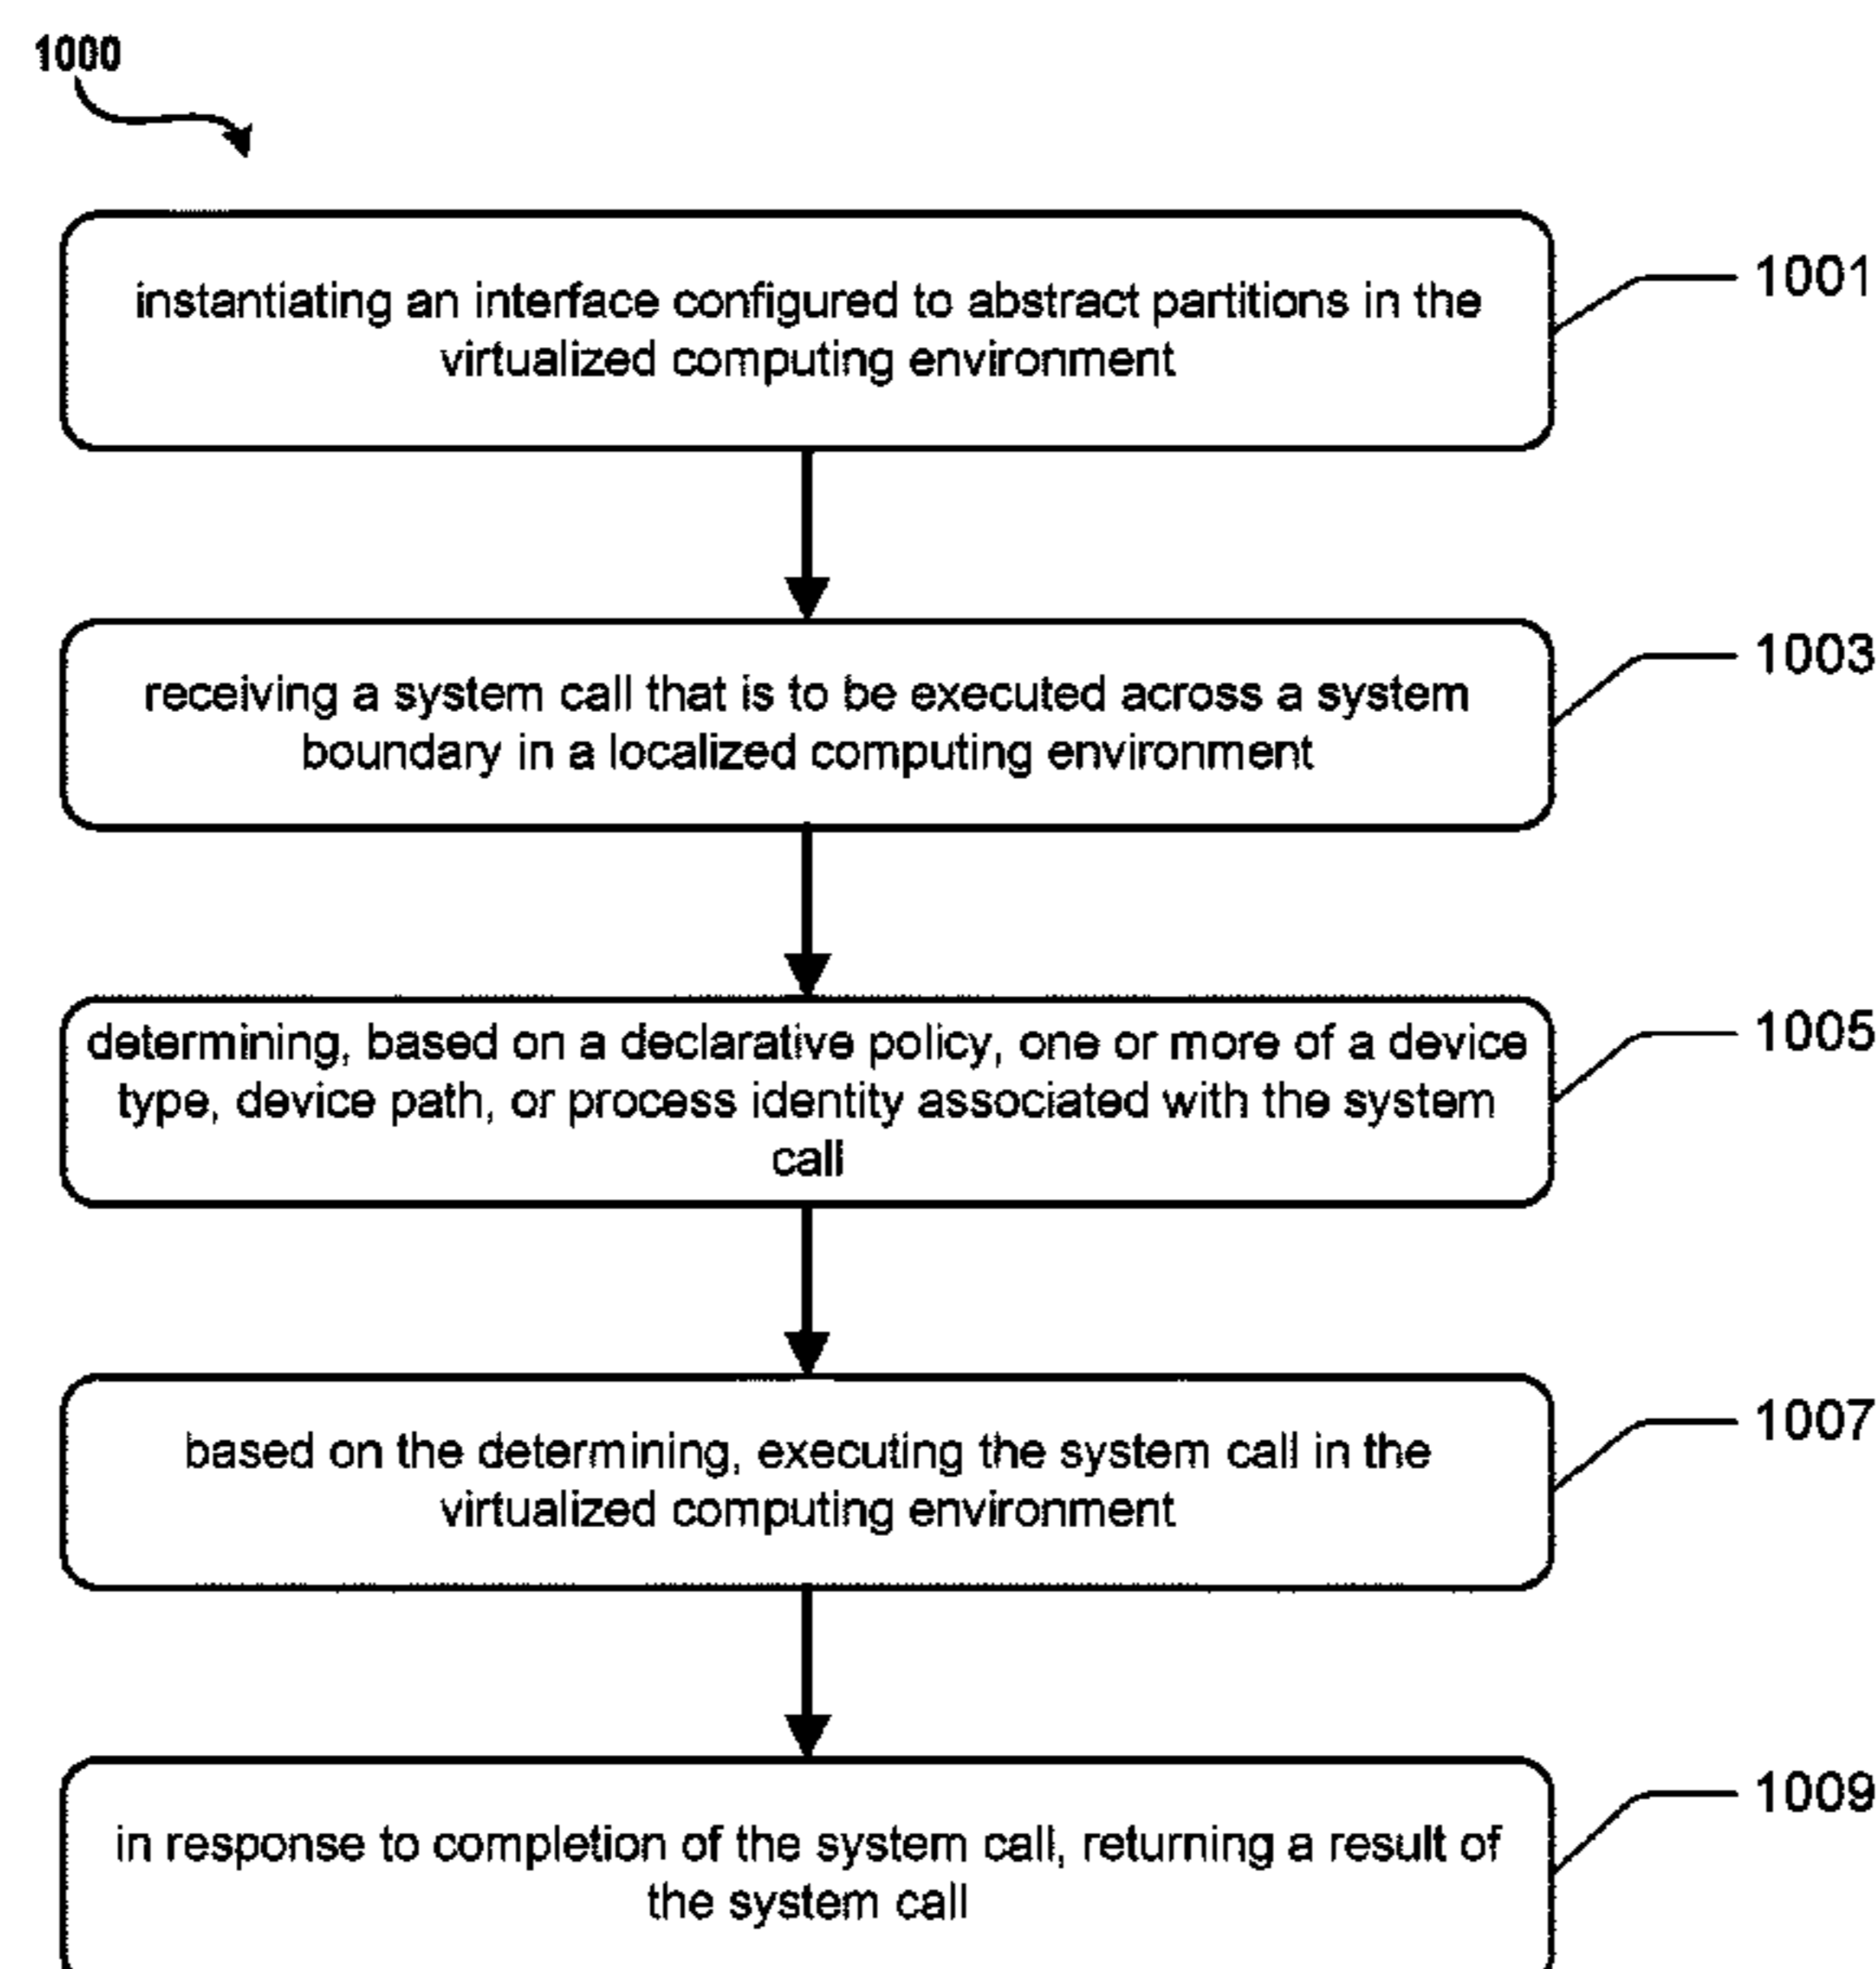 1000
instantiating an interface configured to abstract partitions in the
virtualized computing environment
1001
receiving a system call that is to be executed across a system
boundary in a localized computing environment
1003
determining, based on a declarative policy, one or more of a device
type, device path, or process identity associated with the system
call
1005
based on the determining, executing the system call in the
virtualized computing environment
1007
in response to completion of the system call, returning a result of
the system call
1009